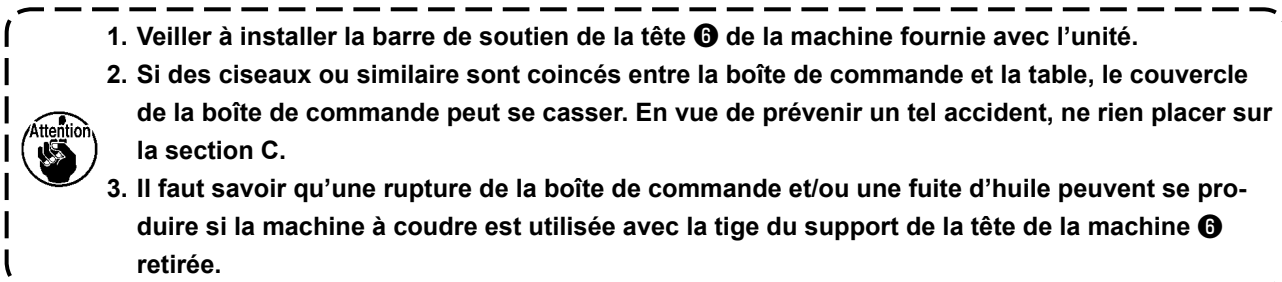 1. Veiller à installer la barre de soutien de la tête ❻ de la machine fournie avec l’unité.
2. Si des ciseaux ou similaire sont coincés entre la boîte de commande et la table, le couvercle
de la boîte de commande peut se casser. En vue de prévenir un tel accident, ne rien placer sur
la section C.
Attention
3. Il faut savoir qu’une rupture de la boîte de commande et/ou une fuite d’huile peuvent se pro-
duire si la machine à coudre est utilisée avec la tige du support de la tête de la machine ❻
retirée.